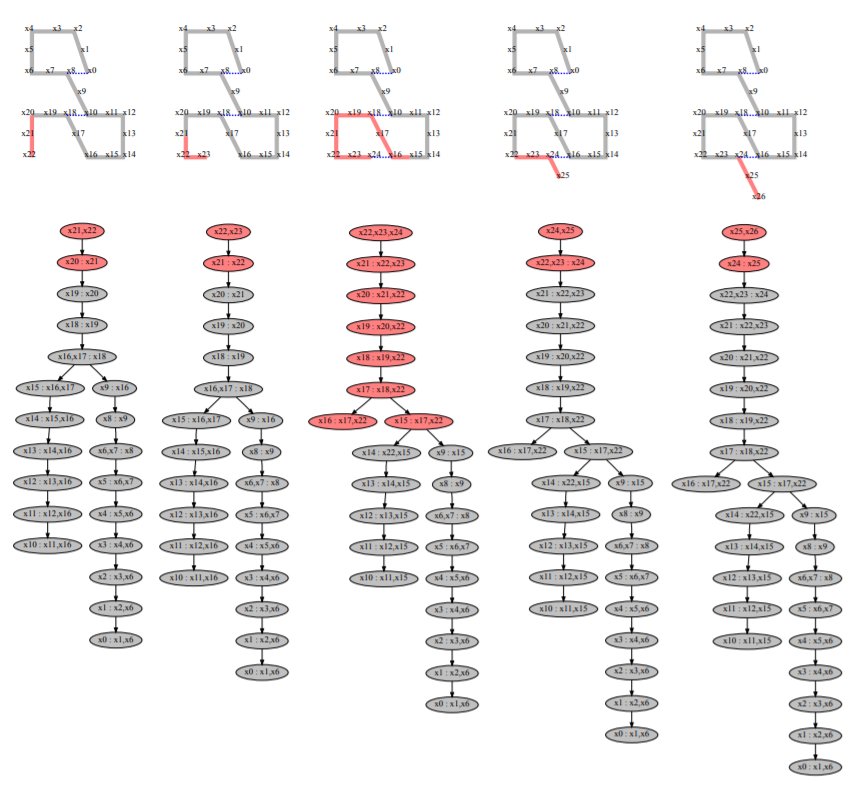 x4 x3 x2
x5 x1
x6 x7 x8 x0
x9
x20 x19 x18 x10 x11 x12
x21 x17 x13
x22 x16 x15 x14
x21,x22
x20 : x21
x19 : x20
x18 : x19
x16,x17 : x18
x15 : x16,x17
x9 : x16
x14 : x15,x16
x8 : x9
x13 : x14,x16
x6,x7 : x8
x12 : x13,x16
x5 : x6,x7
x11 : x12,x16
x4 : x5,x6
x10 : x11,x16
x3 : x4,x6
x2 : x3,x6
x1 : x2,x6
x0 : x1,x6
x4 x3 x2
x5 x1
x6 x7 x8 x0
x9
x20 x19 x18 x10 x11 x12
x21 x17 x13
x22 x23 x16 x15 x14
x22,x23
x21 : x22
x20 : x21
x19 : x20
x18 : x19
x16,x17 : x18
x15 : x16,x17
x9 : x16
x14 : x15,x16
x8 : x9
x13 : x14,x16
x6,x7 : x8
x12 : x13,x16
x5 : x6,x7
x11 : x12,x16
x4 : x5,x6
x10 : x11,x16
x3 : x4,x6
x2 : x3,x6
x1 : x2,x6
x0 : x1,x6
x4 x3 x2
x5 x1
x6 x7 x8 x0
x9
x20 x19 x18 x10 x11 x12
x21 x17 x13
x22 x23 x24 x16 x15 x14
x22,x23,x24
x21 : x22,x23
x20 : x21,x22
x19 : x20,x22
x18 : x19,x22
x17 : x18,x22
x16 : x17,x22
x15 : x17,x22
x14 : x22,x15
x9 : x15
x13 : x14,x15
x8 : x9
x12 : x13,x15
x6,x7 : x8
x11 : x12,x15
x5 : x6,x7
x10 : x11,x15
x4 : x5,x6
x3 : x4,x6
x2 : x3,x6
x1 : x2,x6
x0 : x1,x6
x4 x3 x2
x5 x1
x6 x7 x8 x0
x9
x20 x19 x18 x10 x11 x12
x21 x17 x13
x22 x23 x24 x16 x15 x14
x25
x24,x25
x22,x23 : x24
x21 : x22,x23
x20 : x21,x22
x19 : x20,x22
x18 : x19,x22
x17 : x18,x22
x16 : x17,x22
x15 : x17,x22
x14 : x22,x15
x9 : x15
x13 : x14,x15
x8 : x9
x12 : x13,x15
x6,x7 : x8
x11 : x12,x15
x5 : x6,x7
x10 : x11,x15
x4 : x5,x6
x3 : x4,x6
x2 : x3,x6
x1 : x2,x6
x0 : x1,x6
x4 x3 x2
x5 x1
x6 x7 x8 x0
x9
x20 x19 x18 x10 x11 x12
x21 x17 x13
x22 x23 x24 x16 x15 x14
x25
x26
x25,x26
x24 : x25
x22,x23 : x24
x21 : x22,x23
x20 : x21,x22
x19 : x20,x22
x18 : x19,x22
x17 : x18,x22
x16 : x17,x22
x15 : x17,x22
x14 : x22,x15
x9 : x15
x13 : x14,x15
x8 : x9
x12 : x13,x15
x6,x7 : x8
x11 : x12,x15
x5 : x6,x7
x10 : x11,x15
x4 : x5,x6
x3 : x4,x6
x2 : x3,x6
x1 : x2,x6
x0 : x1,x6